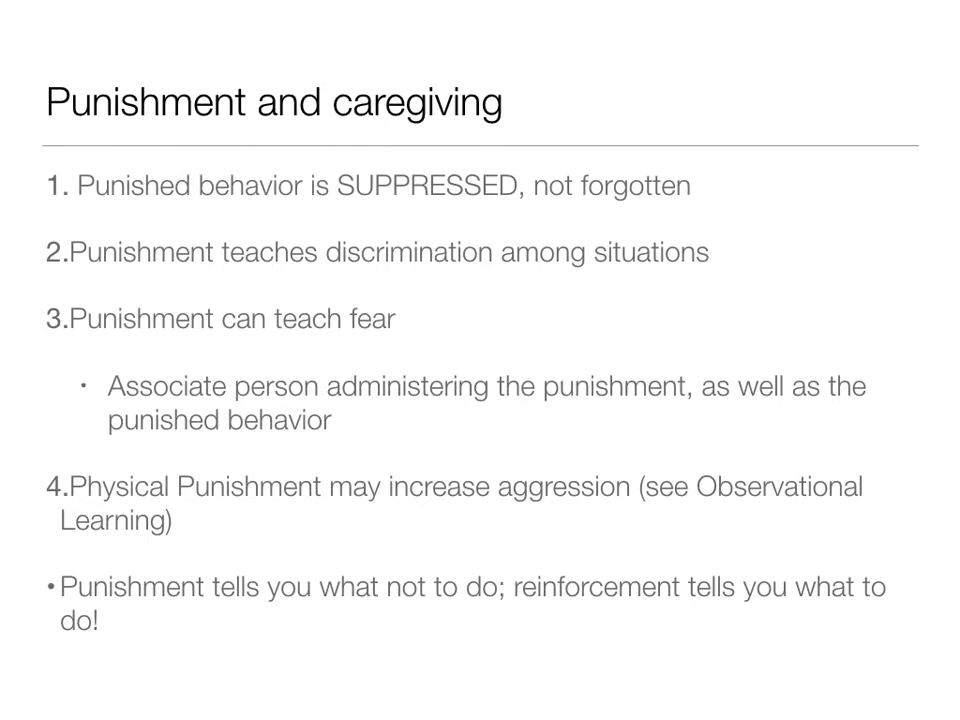 Punishment and caregiving
1. Punished behavior is SUPPRESSED, not forgotten
2.Punishment teaches discrimination among situations
3.Punishment can teach fear
• Associate person administering the punishment, as well as the
punished behavior
4.Physical Punishment may increase aggression (see Observational
Learning)
• Punishment tells you what not to do; reinforcement tells you what to
do!